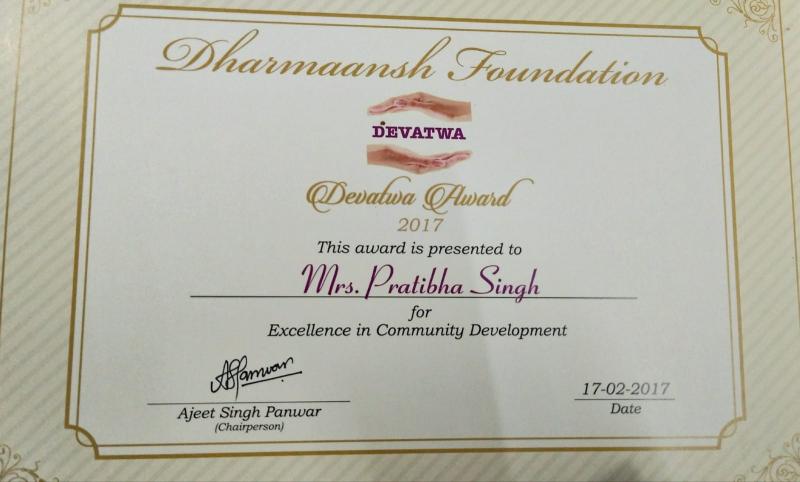 Dharmaansh Foundation
DEVATWA
Devatwa Award
2017
This award is presented to
Mrs. Pratibha Singh
for
Excellence in Community Development
ASPanwar
Ajeet Singh Panwar
(Chairperson)
17-02-2017
Date